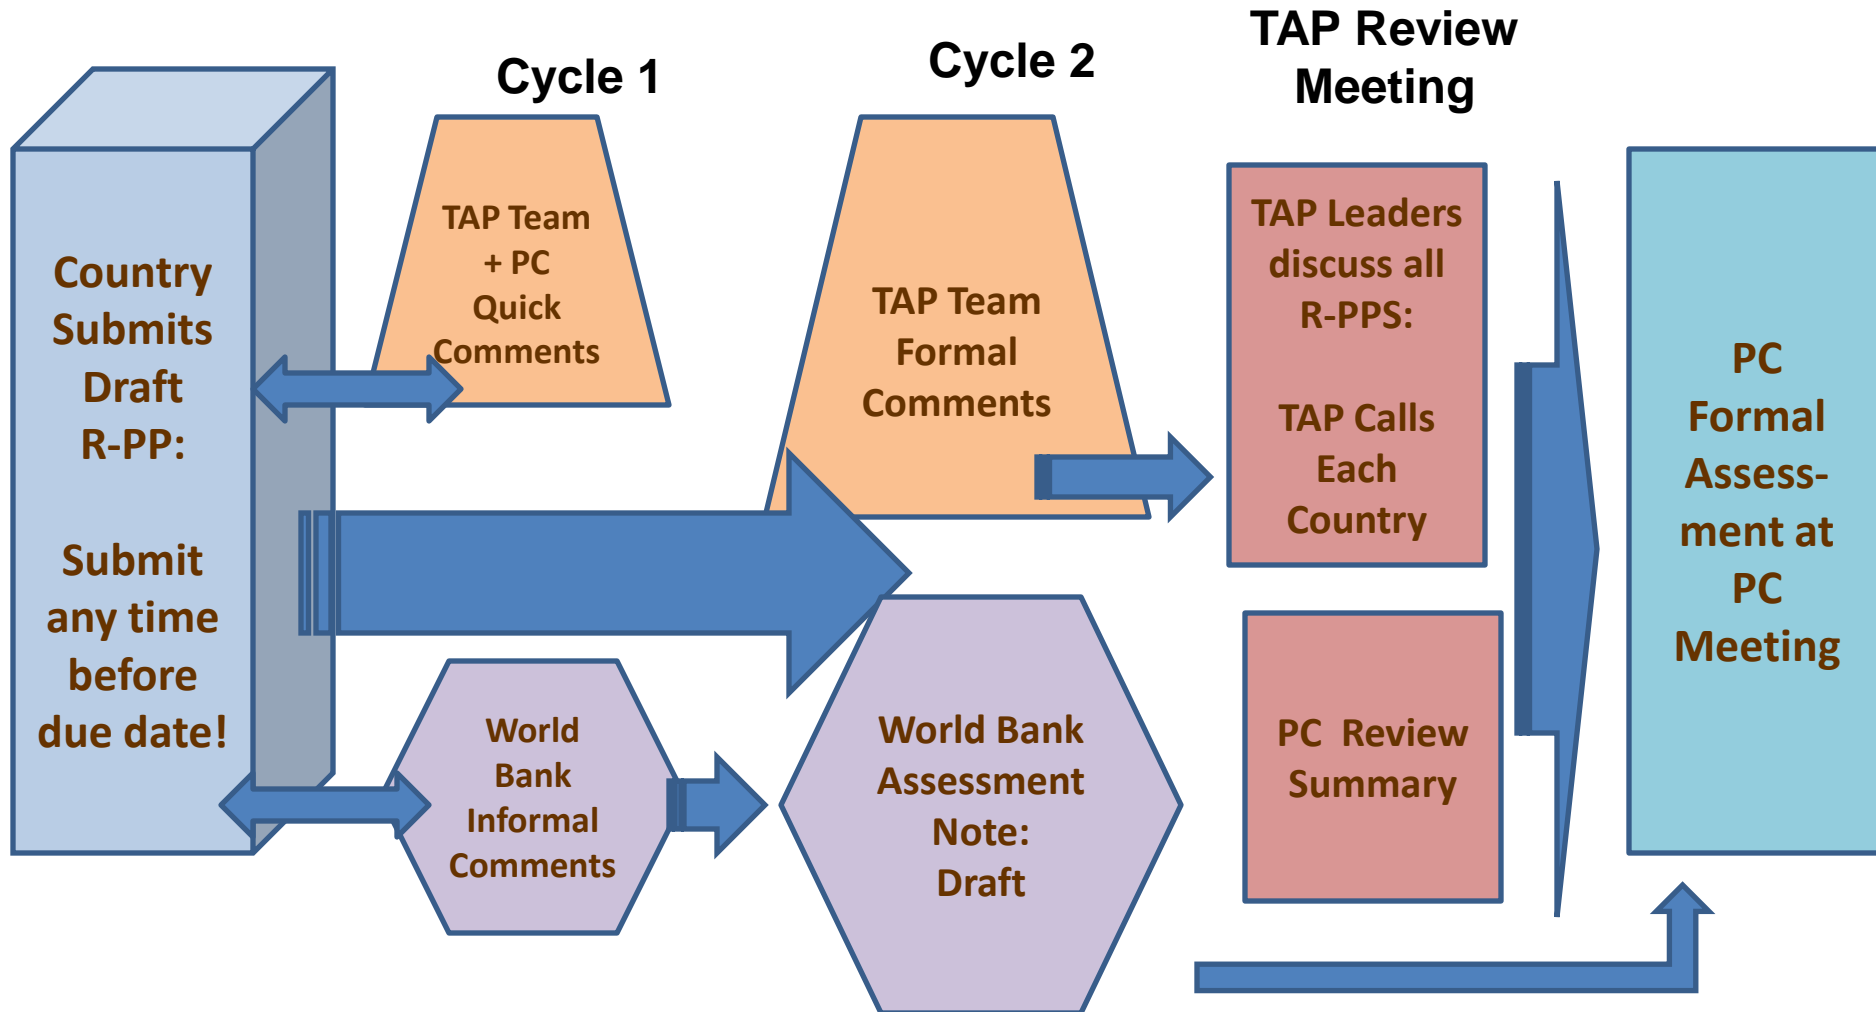 Cycle 1
Cycle 2
TAP Review
Meeting
Country
Submits
Draft
R-PP:
Submit
any time
before
due date!
TAP Team
+ PC
Quick
Comments
World
Bank
Informal
Comments
TAP Team
Formal
Comments
World Bank
Assessment
Note:
Draft
TAP Leaders
discuss all
R-PPS:
TAP Calls
Each
Country
PC Review
Summary
PC
Formal
Assess-
ment at
PC
Meeting